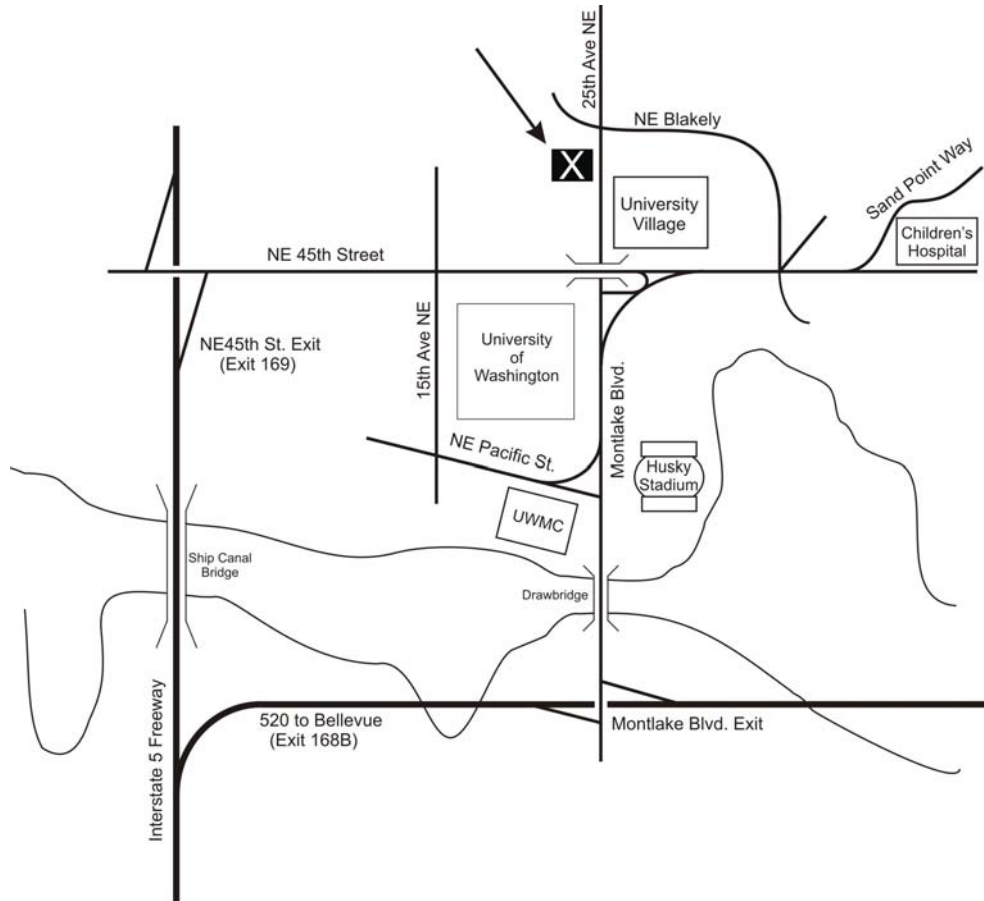 25th Ave NE
NE Blakely
X
Sand Point Way
University
Village
Children's
Hospital
NE 45th Street
NE45th St. Exit
(Exit 169)
15th Ave NE
University
of
Washington
Montlake Blvd.
NE Pacific St.
Husky
Stadium
UWMC
Ship Canal
Bridge
Drawbridge
Interstate 5 Freeway
520 to Bellevue
(Exit 168B)
Montlake Blvd. Exit